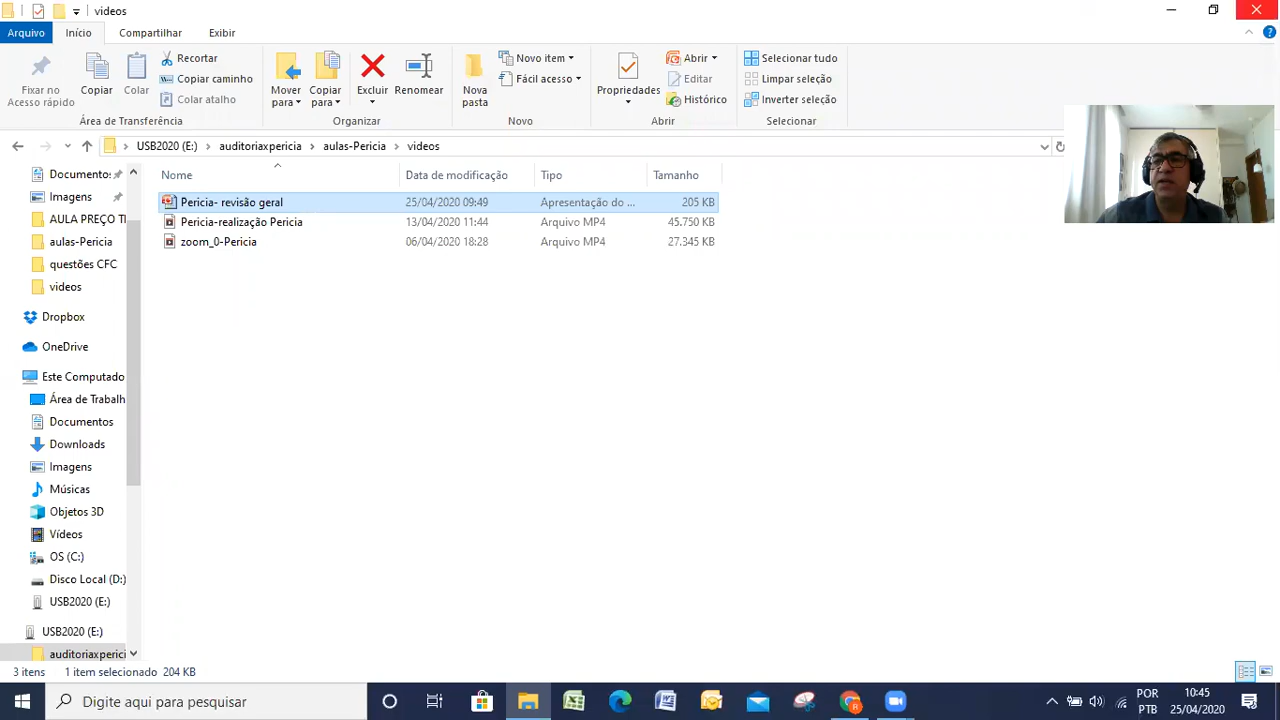 videos
Arquivo Início Compartilhar Exibir
Fixar no Acesso rápido
Copiar
Colar
Recortar
Copiar caminho
Colar atalho
Mover para
Copiar para
Excluir
Renomear
Nova pasta
Novo item
Fácil acesso
Propriedades
Abrir
Editar
Histórico
Selecionar tudo
Limpar seleção
Inverter seleção
Área de Transferência Organizar Novo Abrir Selecionar
USB2020 (E:) auditoriaxpericia aulas-Pericia videos
Nome Data de modificação Tipo Tamanho
Pericia- revisão geral 25/04/2020 09:49 Apresentação do ... 205 KB
Pericia-realização Pericia 13/04/2020 11:44 Arquivo MP4 45.750 KB
zoom_0-Pericia 06/04/2020 18:28 Arquivo MP4 27.345 KB
Documentos
Imagens
AULA PREÇO TI
aulas-Pericia
questões CFC
videos
Dropbox
OneDrive
Este Computado
Área de Trabalh
Documentos
Downloads
Imagens
Músicas
Objetos 3D
Vídeos
OS (C:)
Disco Local (D:)
USB2020 (E:)
USB2020 (E:)
auditoriaxperici
3 itens 1 item selecionado 204 KB
Digite aqui para pesquisar
POR
PTB
10:45
25/04/2020